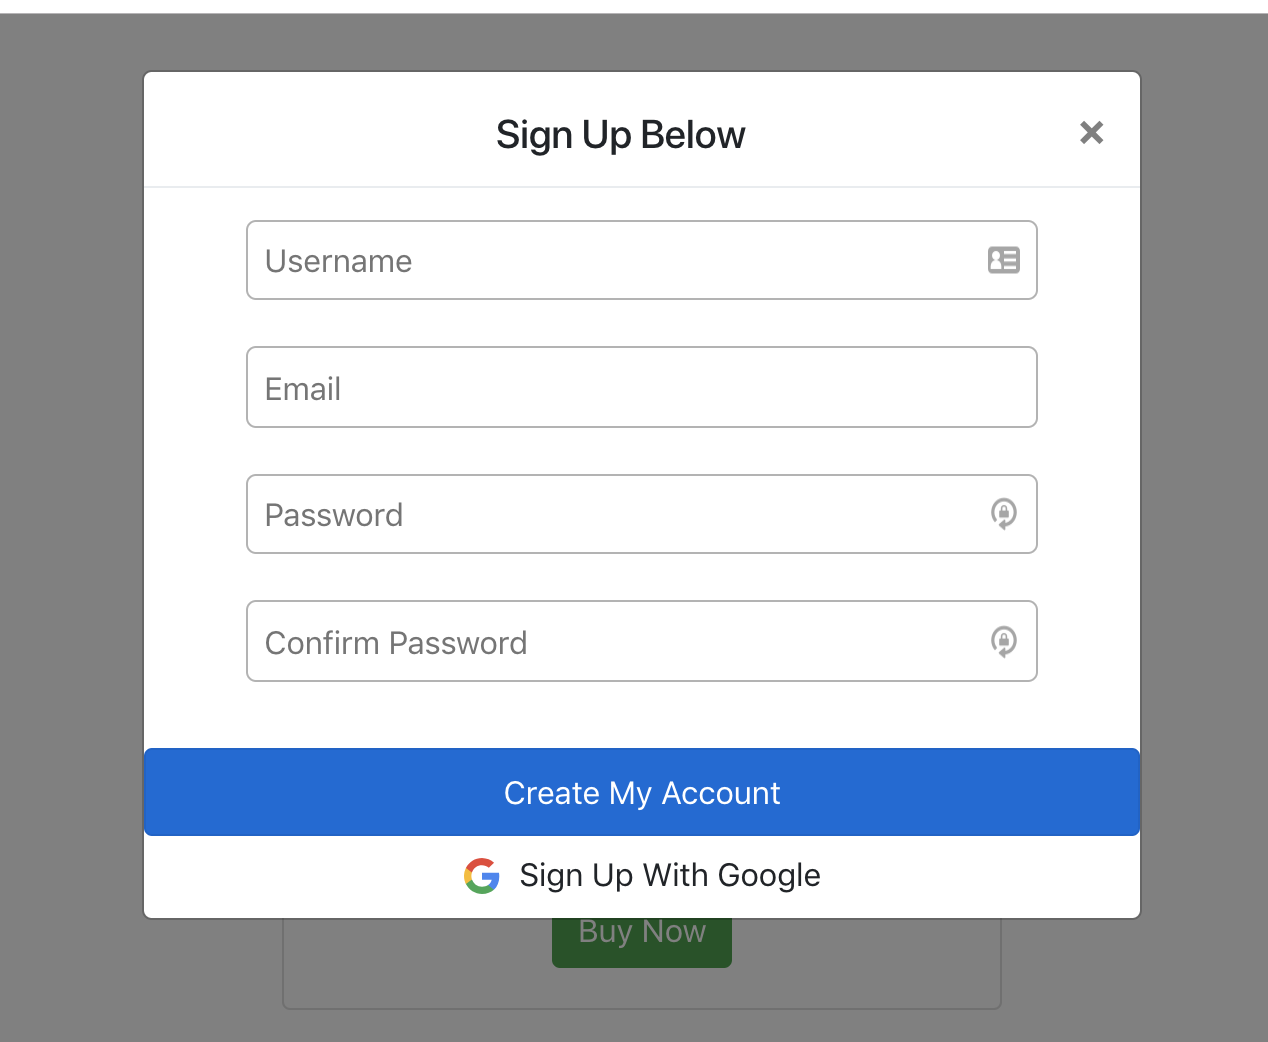 Sign Up Below
Username
Email
Password
Confirm Password
Create My Account
Sign Up With Google
Buy Now